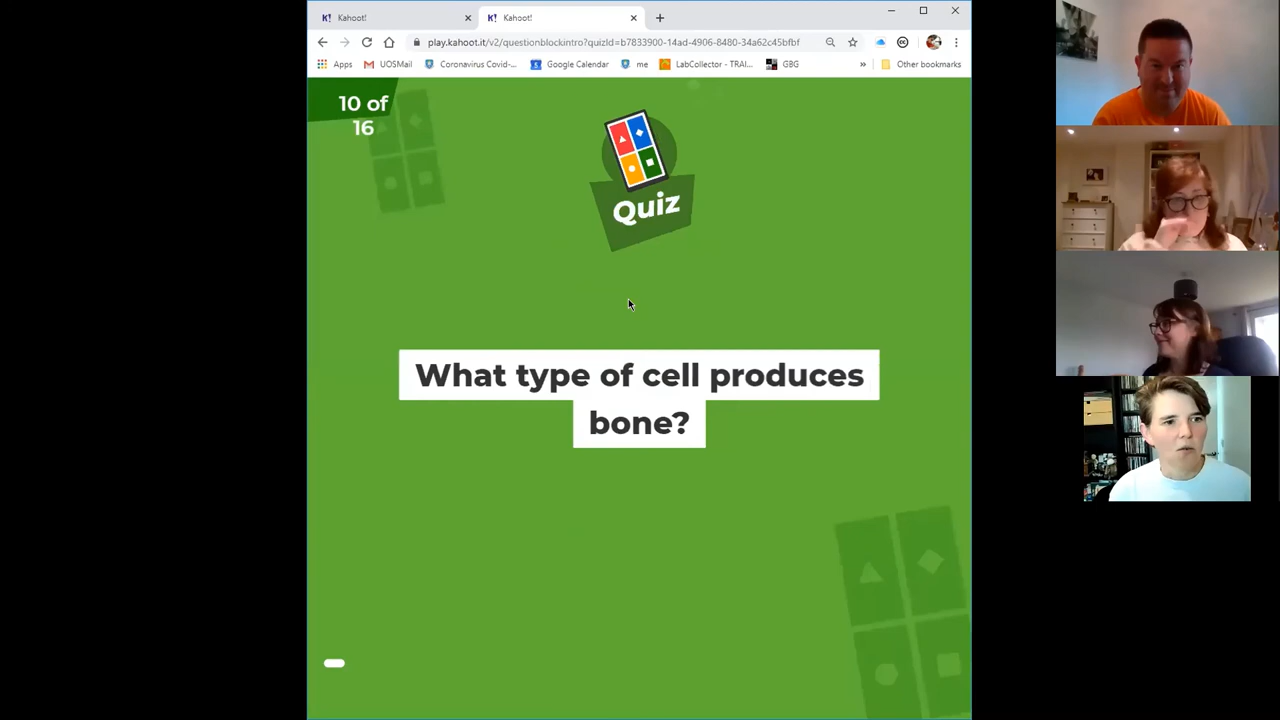 Kahoot!
Kahoot!
play.kahoot.it/v2/questionblockintro?quizId=b7833900-14ad-4906-8480-34a62c45bfbf
Apps UOSMail Coronavirus Covid-... Google Calendar me LabCollector - TRAI... GBG » Other bookmarks
10 of
16
Quiz
What type of cell produces
bone?